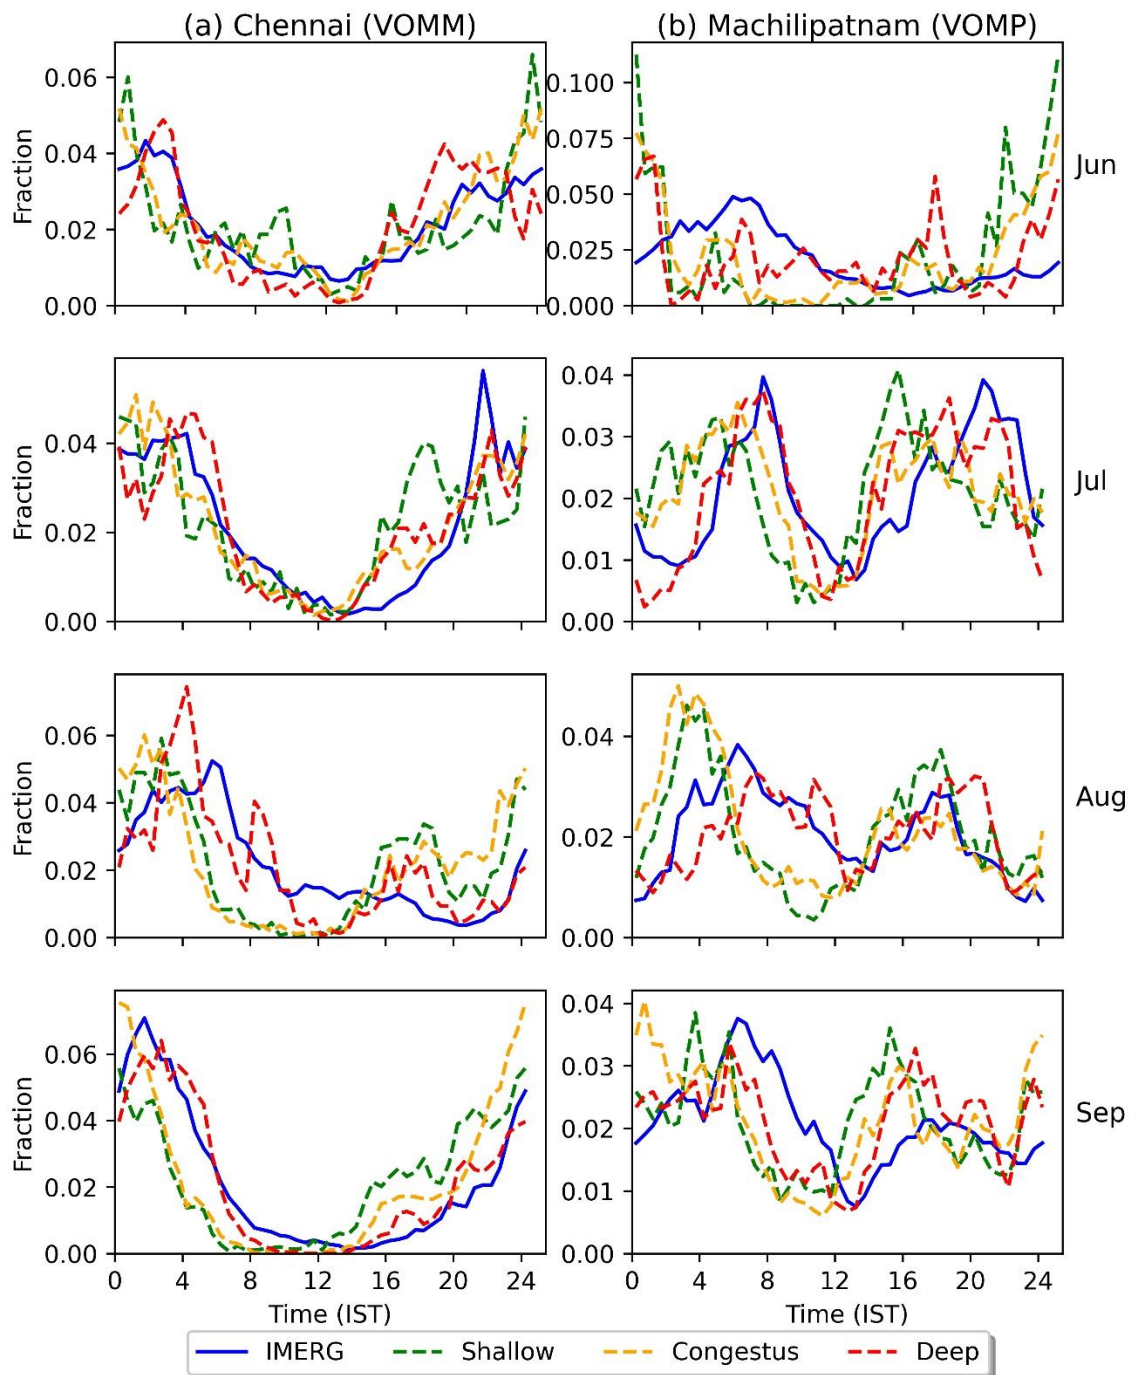 (a) Chennai (VOMM) (b) Machilipatnam (VOMP)
Fraction 0.06 0.04 0.02 0.00
0.100 0.075 0.050 0.025 0.000 Jun
Fraction 0.04 0.02 0.00
0.04 0.03 0.02 0.01 0.00 Jul
Fraction 0.06 0.04 0.02 0.00
0.04 0.02 0.00 Aug
Fraction 0.06 0.04 0.02 0.00
0.04 0.03 0.02 0.01 0.00 Sep
0 4 8 12 16 20 24 0 4 8 12 16 20 24
Time (IST) Time (IST)
IMERG Shallow Congestus Deep